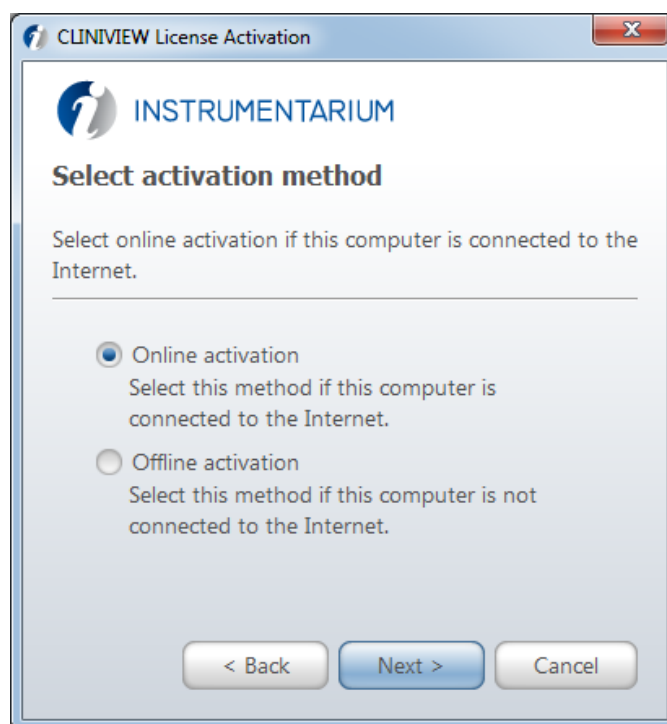 CLINIVIEW License Activation
INSTRUMENTARIUM
Select activation method
Select online activation if this computer is connected to the
Internet.
Online activation
Select this method if this computer is
connected to the Internet.
Offline activation
Select this method if this computer is not
connected to the Internet.
< Back Next > Cancel